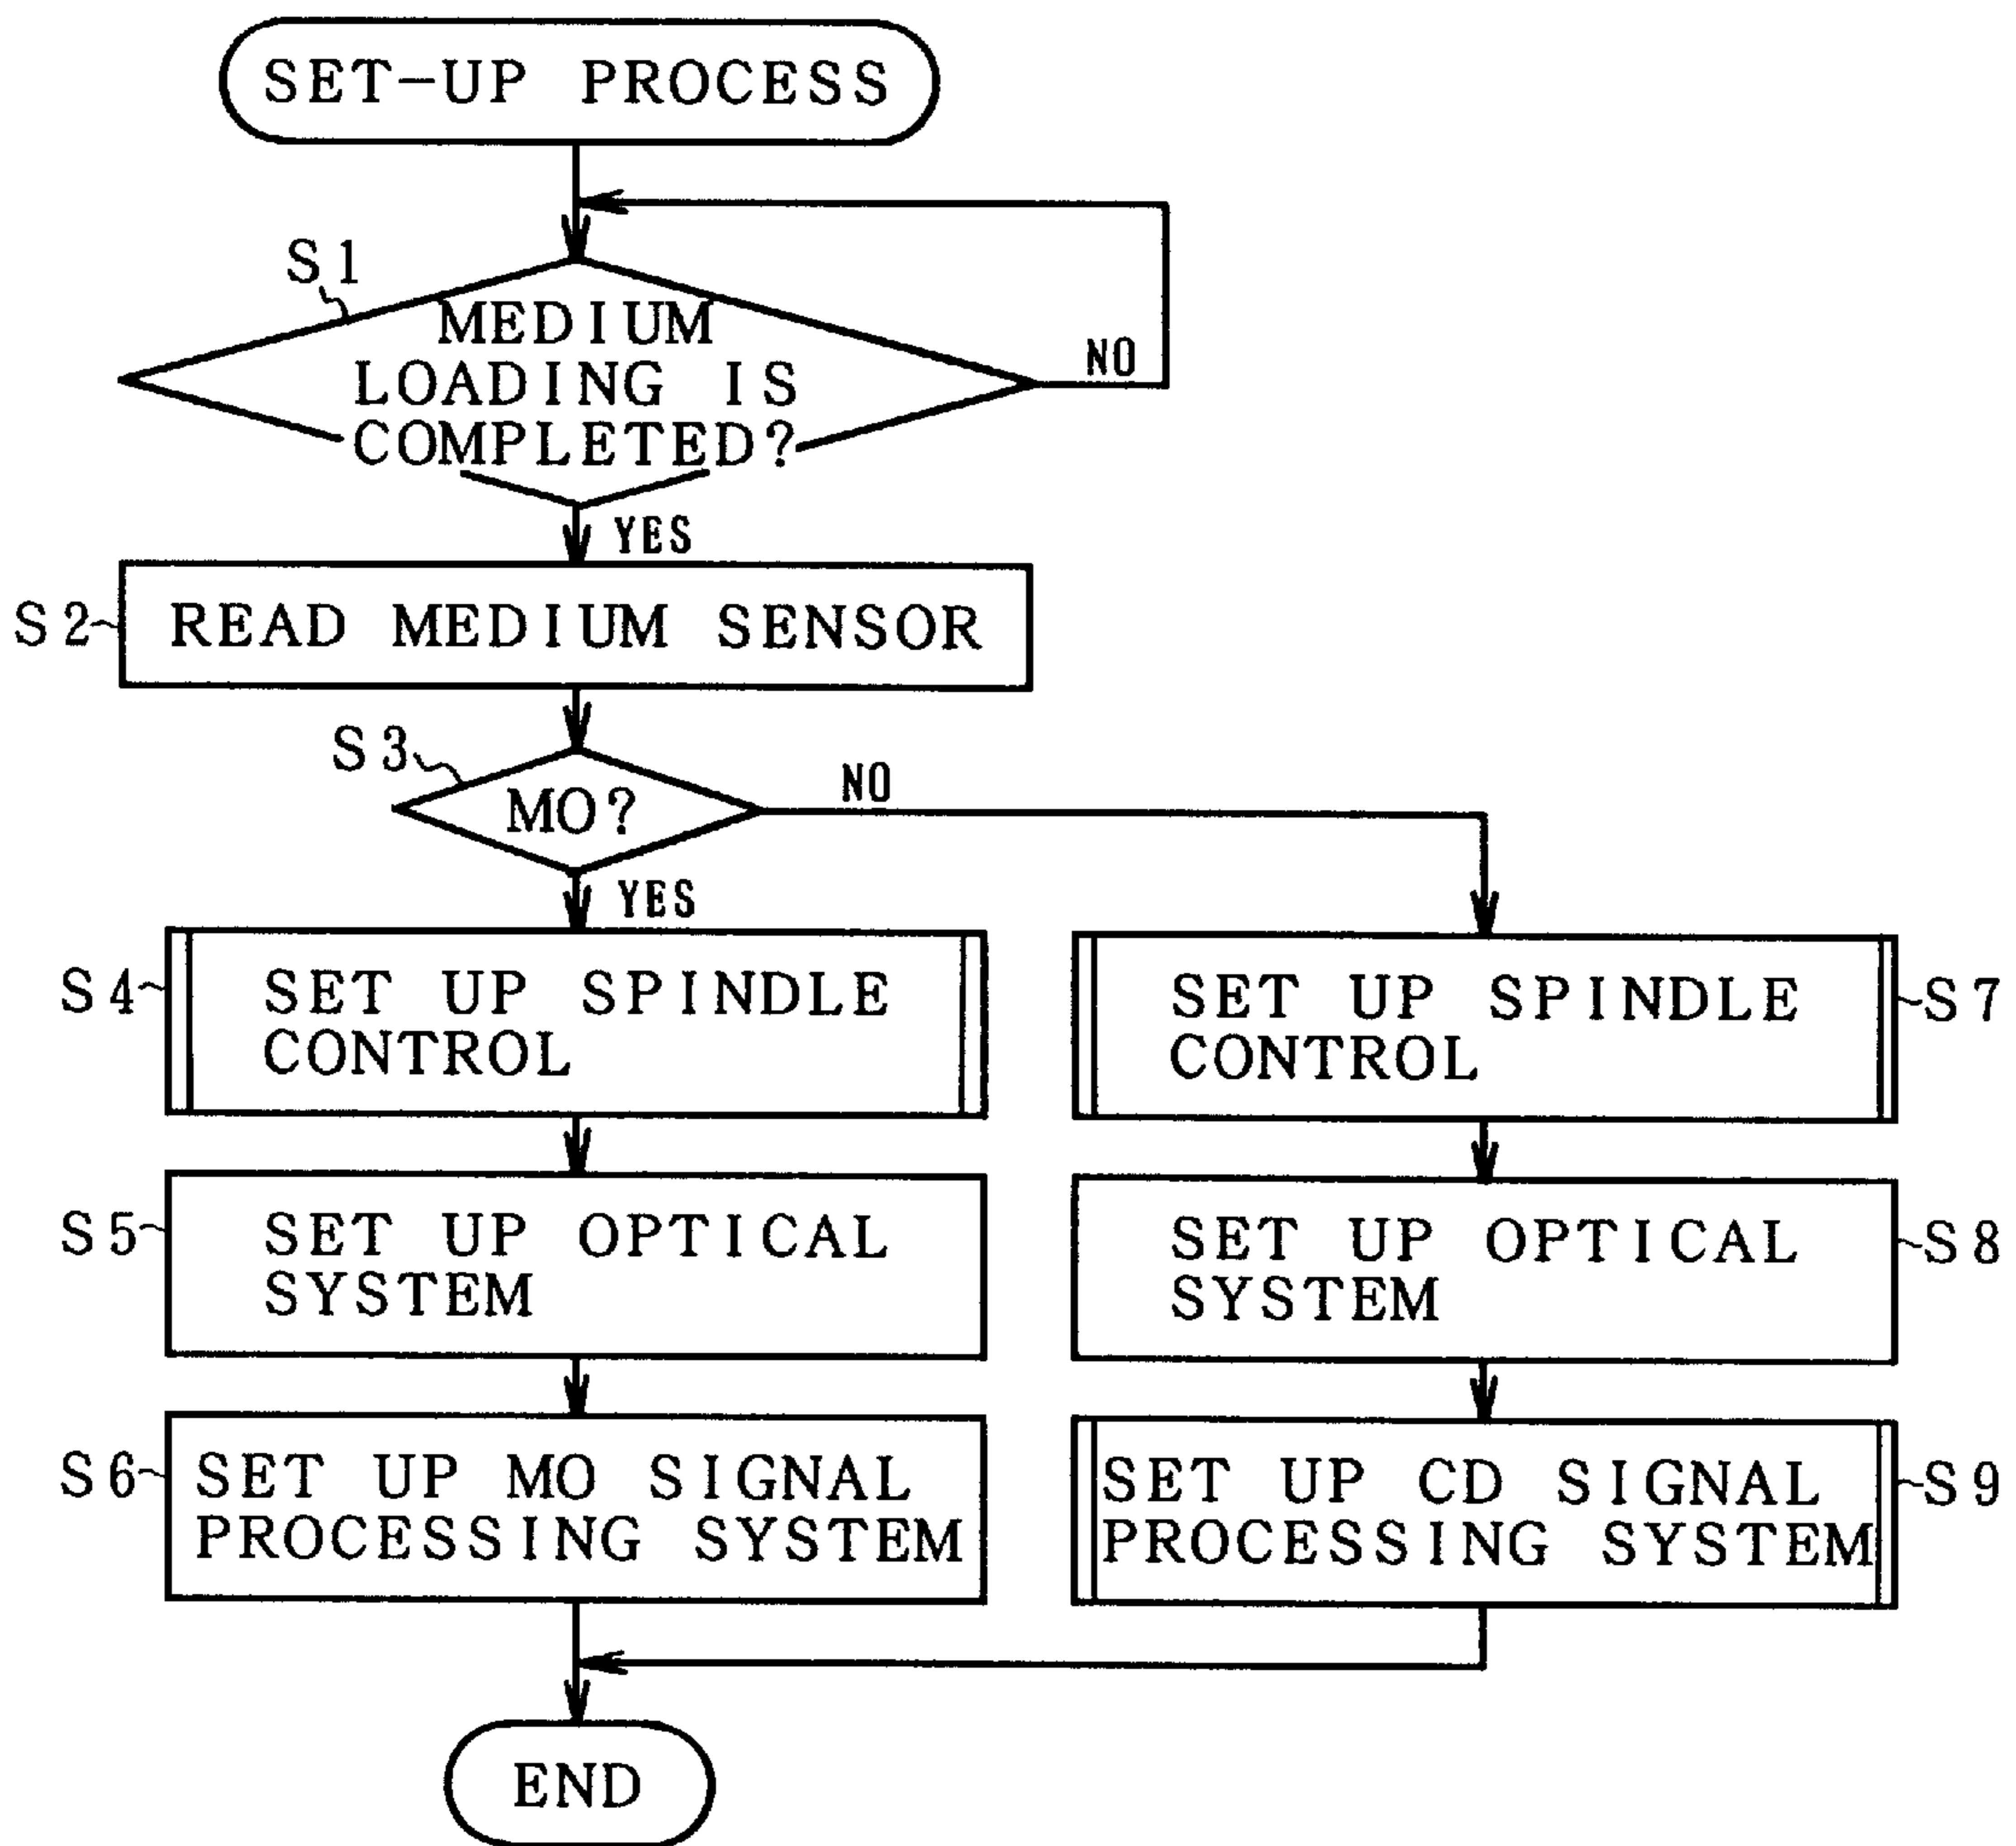 SET-UP PROCESS
S1
MEDIUM
LOADING IS
COMPLETED?
NO
YES
S2
READ MEDIUM SENSOR
S3
MO?
NO
YES
S4
SET UP SPINDLE
CONTROL
SET UP SPINDLE
CONTROL
S7
S5
SET UP OPTICAL
SYSTEM
SET UP OPTICAL
SYSTEM
S8
S6
SET UP MO SIGNAL
PROCESSING SYSTEM
SET UP CD SIGNAL
PROCESSING SYSTEM
S9
END